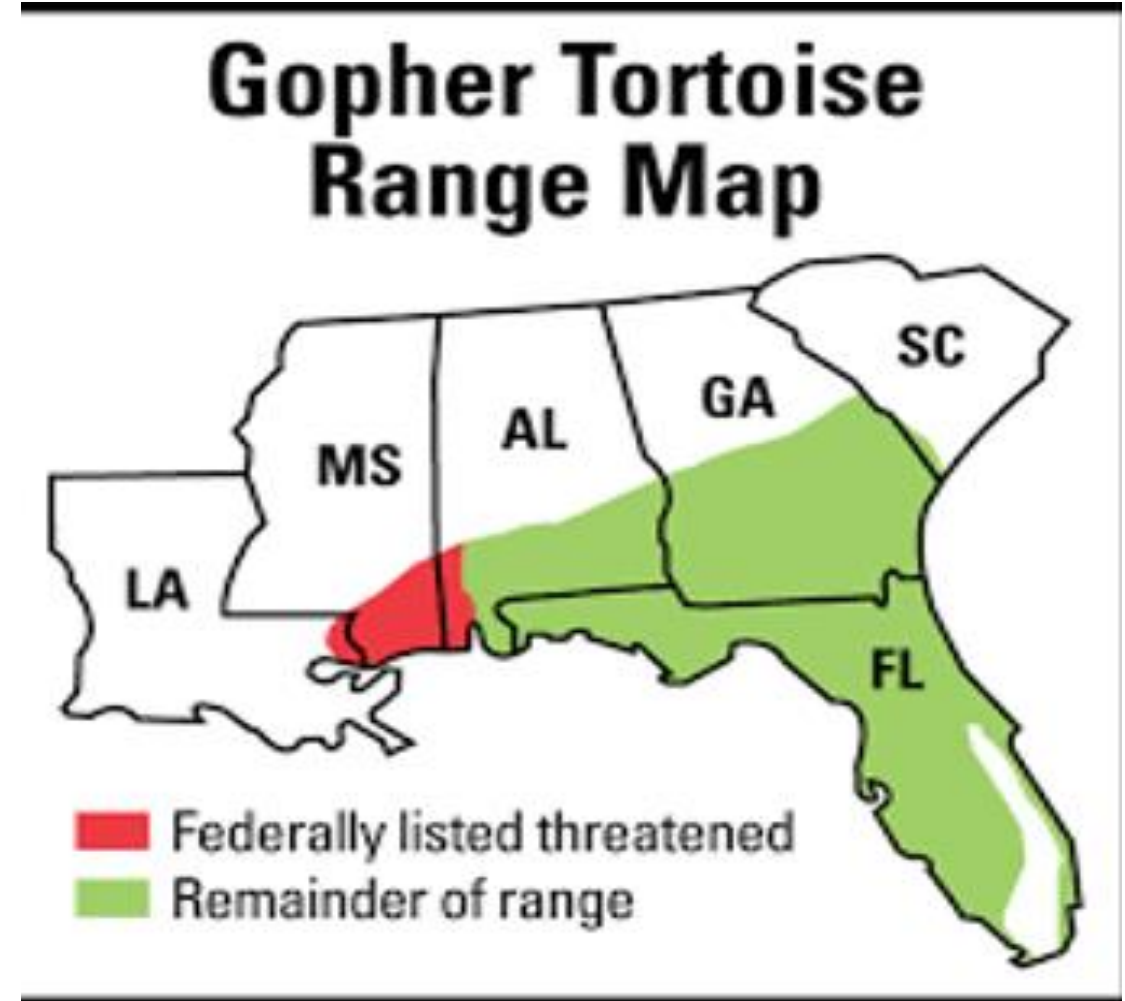 Gopher Tortoise
Range Map
SC
GA
AL
MS
LA
FL
Federally listed threatened
Remainder of range